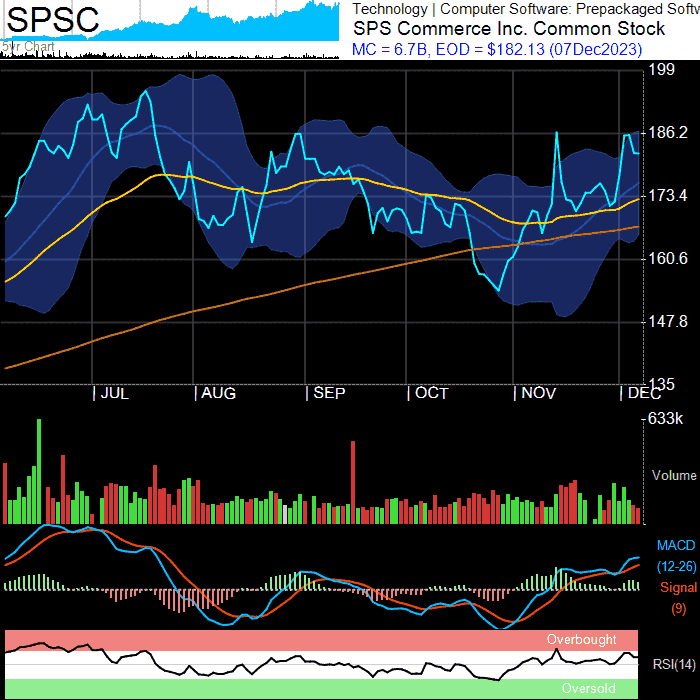 SPSC
5yr Chart
Technology | Computer Software: Prepackaged Softw
SPS Commerce Inc. Common Stock
MC = 6.7B, EOD = $182.13 (07Dec2023)
199
186.2
173.4
160.6
147.8
135
| JUL | AUG | SEP | OCT | NOV | DEC
633k
Volume
MACD
(12-26)
Signal
(9)
Overbought
RSI(14)
Oversold